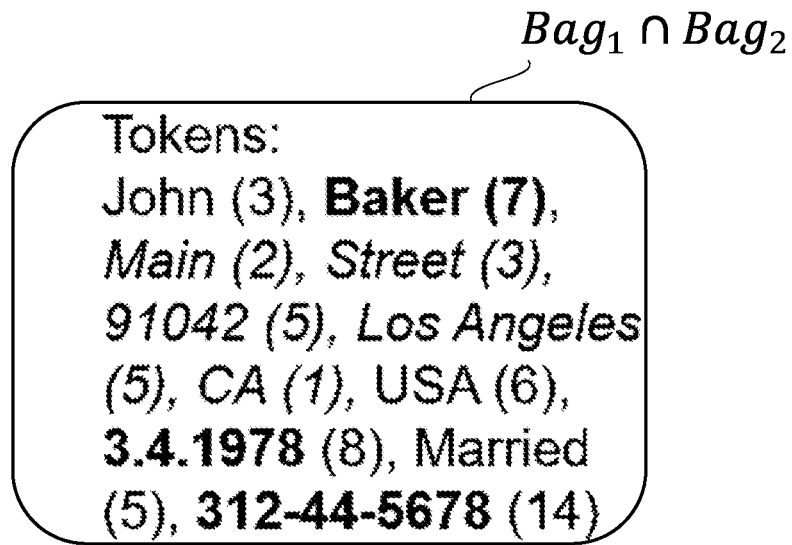 Bag₁ ∩ Bag₂
Tokens:
John (3), Baker (7),
Main (2), Street (3),
91042 (5), Los Angeles
(5), CA (1), USA (6),
3.4.1978 (8), Married
(5), 312-44-5678 (14)